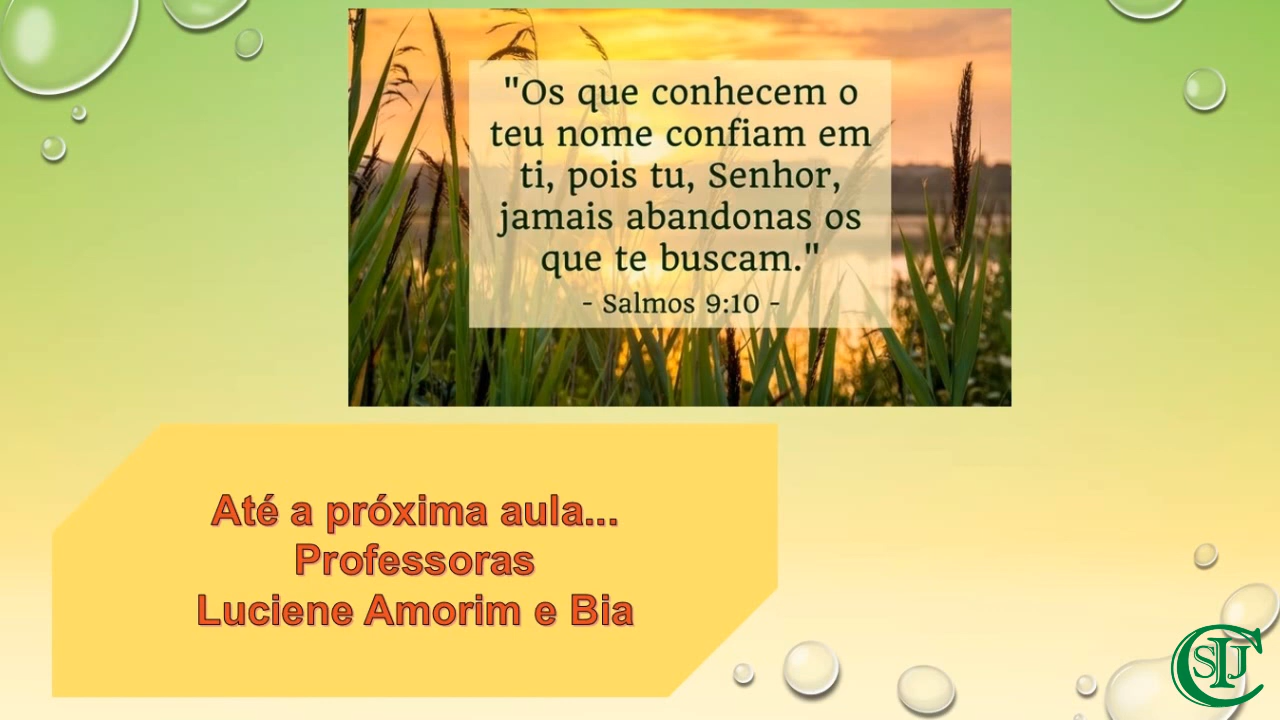 "Os que conhecem o
teu nome confiam em
ti, pois tu, Senhor,
jamais abandonas os
que te buscam."
- Salmos 9:10 -
Até a próxima aula...
Professoras
Luciene Amorim e Bia
CSIJ